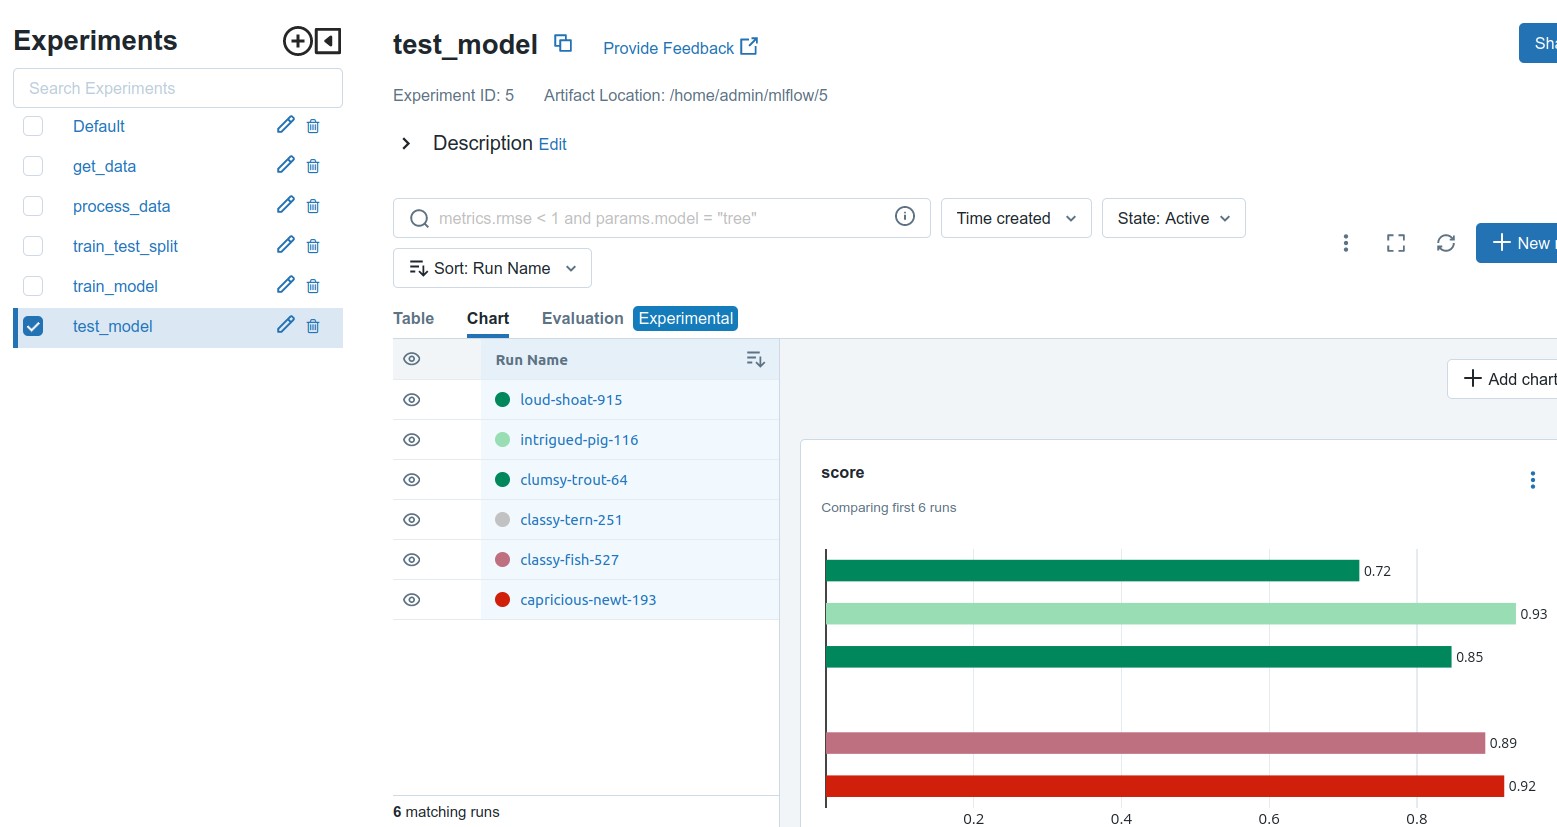 Experiments
Search Experiments
Default
get_data
process_data
train_test_split
train_model
test_model
test_model Provide Feedback
Experiment ID: 5 Artifact Location: /home/admin/mlflow/5
Description Edit
metrics.rmse < 1 and params.model = "tree" Time created State: Active
Sort: Run Name
New
Table Chart Evaluation Experimental
Run Name
loud-shoat-915
intrigued-pig-116
clumsy-trout-64
classy-tern-251
classy-fish-527
capricious-newt-193
6 matching runs
Add chart
score
Comparing first 6 runs
0.72
0.93
0.85
0.89
0.92
0.2 0.4 0.6 0.8